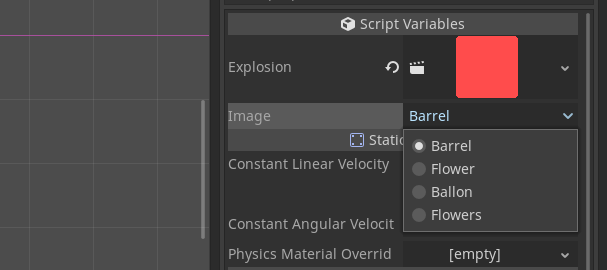 Script Variables
Explosion
Image Barrel
Static
Barrel
Flower
Constant Linear Velocity
Ballon
Flowers
Constant Angular Velocit
Physics Material Overrid [empty]